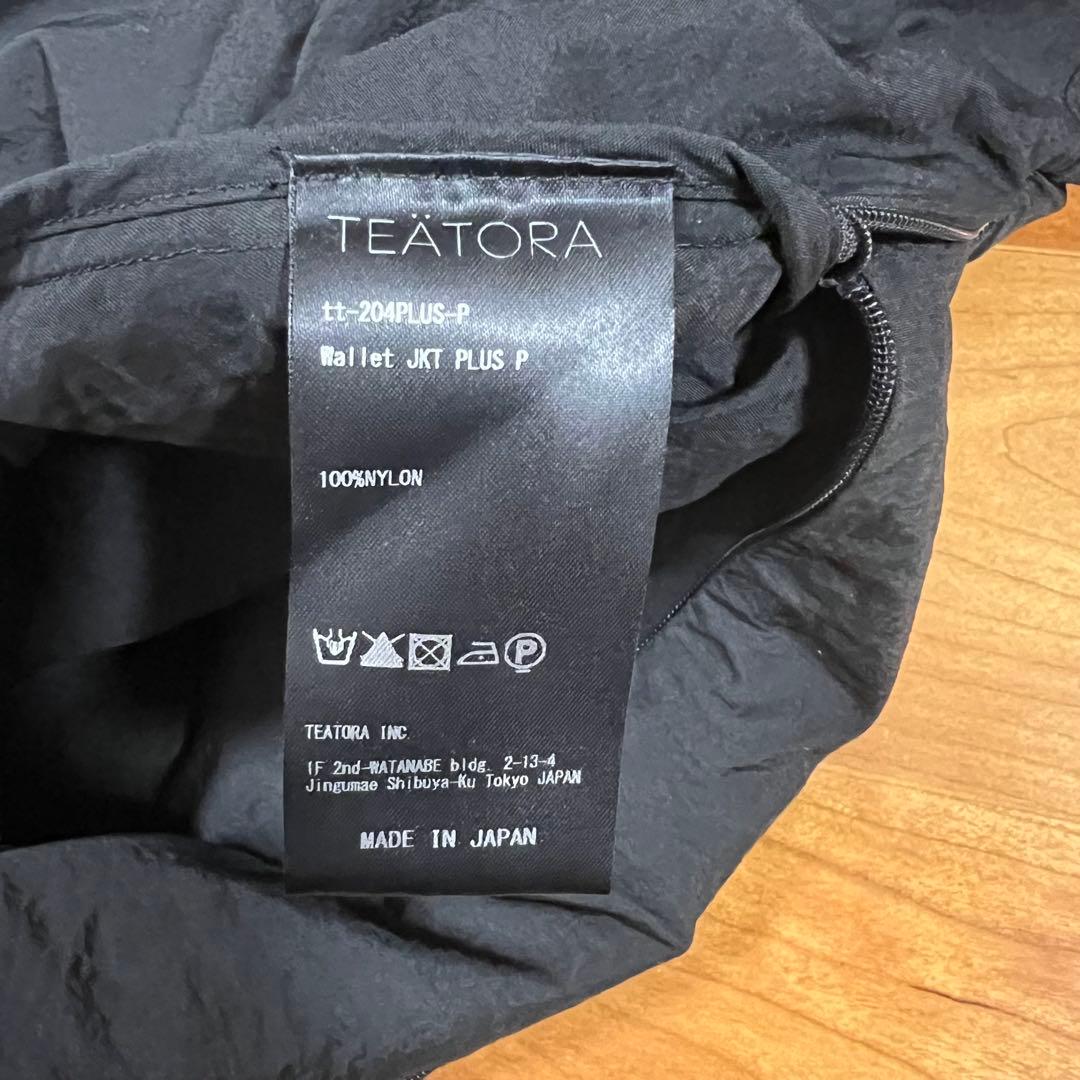 TEÄTORA
tt-204PLUS-P
Wallet JKT PLUS P
100%NYLON
P
TEATORA INC.
1F 2nd-WATANABE bldg. 2-13-4
Jingumae Shibuya-Ku Tokyo JAPAN
MADE IN JAPAN